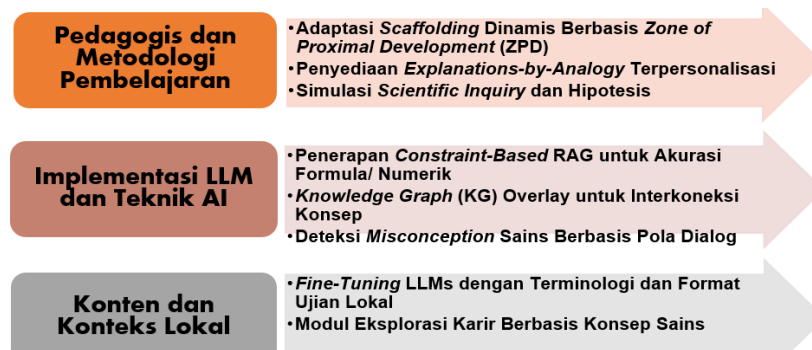 Pedagogis dan
Metodologi
Pembelajaran
•Adaptasi Scaffolding Dinamis Berbasis Zone of
Proximal Development (ZPD)
•Penyediaan Explanations-by-Analogy Terpersonalisasi
•Simulasi Scientific Inquiry dan Hipotesis
Implementasi LLM
dan Teknik AI
•Penerapan Constraint-Based RAG untuk Akurasi
Formula/ Numerik
•Knowledge Graph (KG) Overlay untuk Interkoneksi
Konsep
•Deteksi Misconception Sains Berbasis Pola Dialog
Konten dan
Konteks Lokal
•Fine-Tuning LLMs dengan Terminologi dan Format
Ujian Lokal
•Modul Eksplorasi Karir Berbasis Konsep Sains